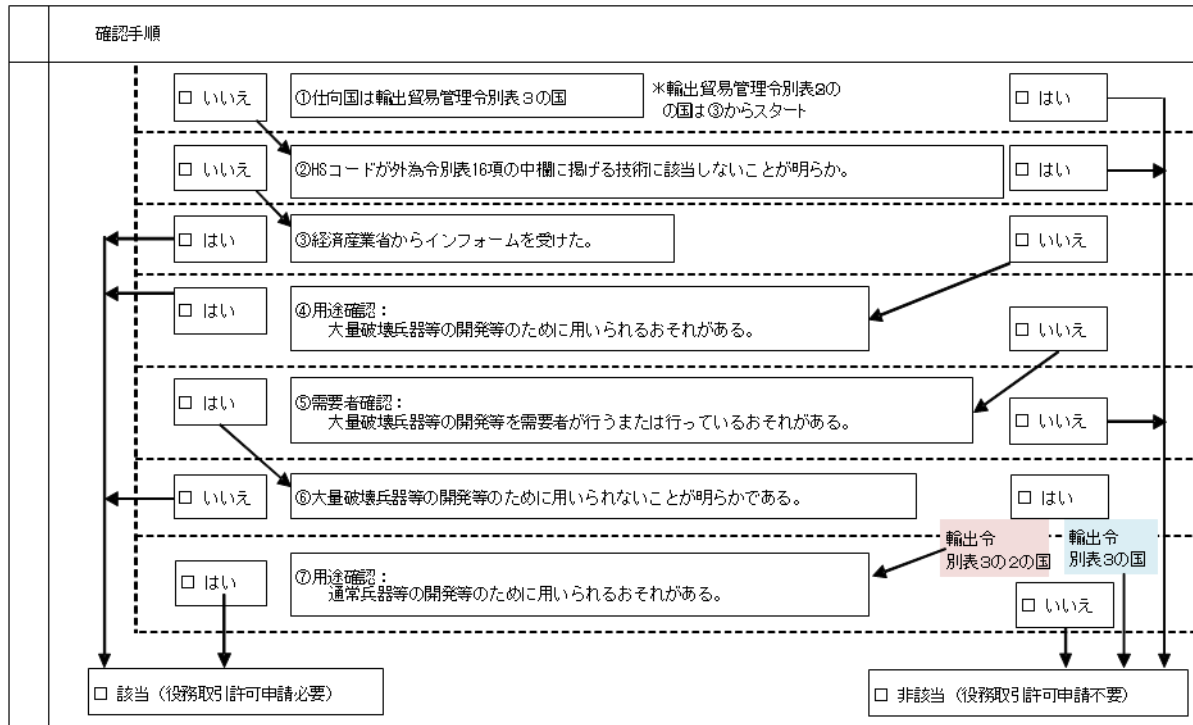 確認手順
□ いいえ
①仕向国は輸出貿易管理令別表３の国
＊輸出貿易管理令別表2の
の国は③からスタート
□ はい
□ いいえ
②HSコードが外為令別表16項の中欄に掲げる技術に該当しないことが明らか。
□ はい
□ はい
③経済産業省からインフォームを受けた。
□ いいえ
□ はい
④用途確認：
大量破壊兵器等の開発等のために用いられるおそれがある。
□ いいえ
□ はい
⑤需要者確認：
大量破壊兵器等の開発等を需要者が行うまたは行っているおそれがある。
□ いいえ
□ いいえ
⑥大量破壊兵器等の開発等のために用いられないことが明らかである。
□ はい
輸出令
別表３の２の国
輸出令
別表３の国
□ はい
⑦用途確認：
通常兵器等の開発等のために用いられるおそれがある。
□ いいえ
□ 該当（役務取引許可申請必要）
□ 非該当（役務取引許可申請不要）